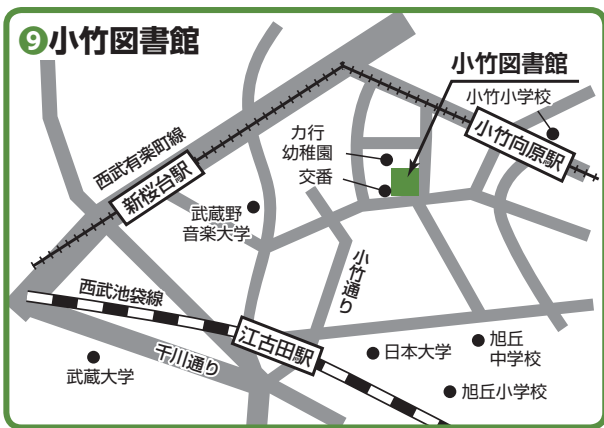 ❾小竹図書館
小竹図書館
小竹小学校
小竹向原駅
力行
幼稚園
交番
西武有楽町線
新桜台駅
武蔵野
音楽大学
小竹通り
西武池袋線
江古田駅
千川通り
武蔵大学
日本大学
旭丘
中学校
旭丘小学校